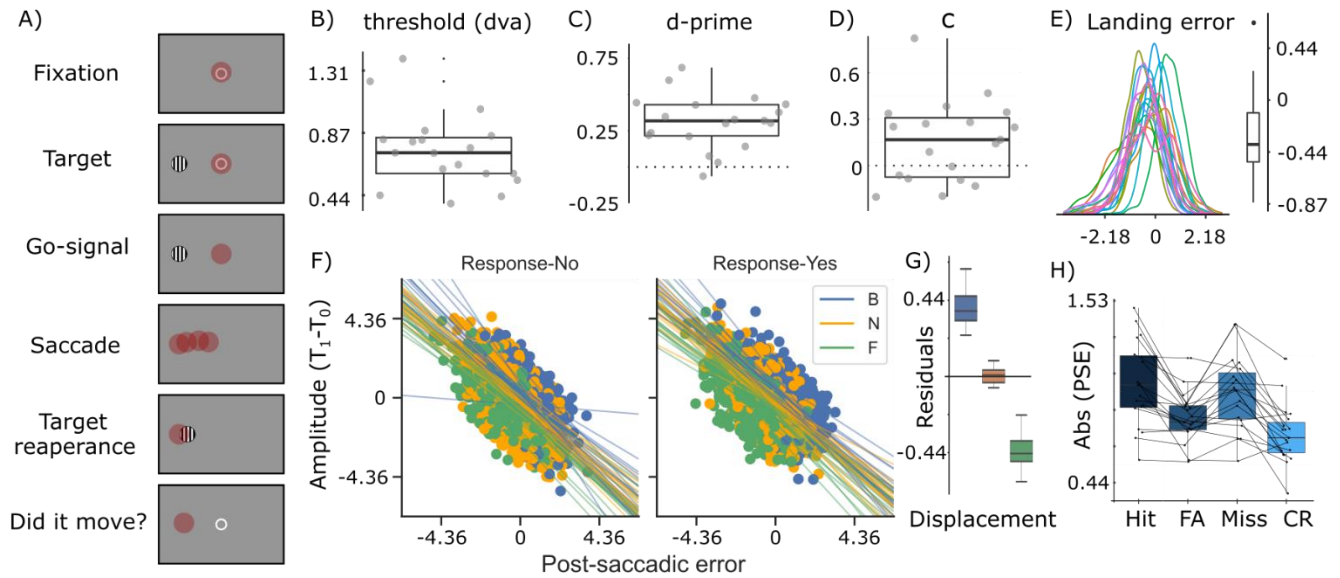 A)
Fixation
Target
Go-signal
Saccade
Target
reaperance
Did it move?
B)
threshold (dva)
1.31
0.87
0.44
C)
d-prime
0.75
0.25
-0.25
D)
c
0.6
0.3
0
E)
Landing error
-2.18 0 2.18
0.44
0
-0.44
-0.87
F)
Response-No Response-Yes
Amplitude (T1-T0)
4.36
0
-4.36
B
N
F
-4.36 0 4.36 -4.36 0 4.36
Post-saccadic error
G)
Residuals
0.44
-0.44
Displacement
H)
Abs (PSE)
1.53
0.44
Hit FA Miss CR